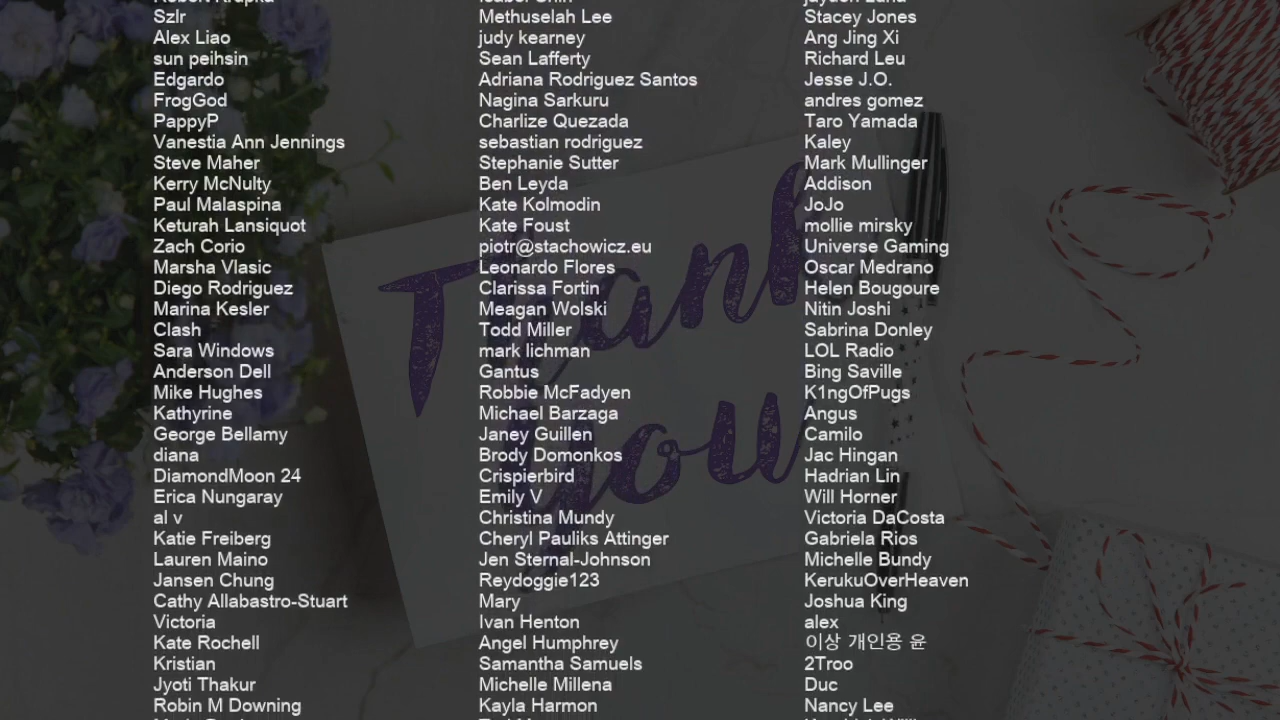 Szlr
Alex Liao
sun peihsin
Edgardo
FrogGod
PappyP
Vanestia Ann Jennings
Steve Maher
Kerry McNulty
Paul Malaspina
Keturah Lansiquot
Zach Corio
Marsha Vlasic
Diego Rodriguez
Marina Kesler
Clash
Sara Windows
Anderson Dell
Mike Hughes
Kathyrine
George Bellamy
diana
DiamondMoon 24
Erica Nungaray
al v
Katie Freiberg
Lauren Maino
Jansen Chung
Cathy Allabastro-Stuart
Victoria
Kate Rochell
Kristian
Jyoti Thakur
Robin M Downing
Methuselah Lee
judy kearney
Sean Lafferty
Adriana Rodriguez Santos
Nagina Sarkuru
Charlize Quezada
sebastian rodriguez
Stephanie Sutter
Ben Leyda
Kate Kolmodin
Kate Foust
piotr@stachowicz.eu
Leonardo Flores
Clarissa Fortin
Meagan Wolski
Todd Miller
mark lichman
Gantus
Robbie McFadyen
Michael Barzaga
Janey Guillen
Brody Domonkos
Crispierbird
Emily V
Christina Mundy
Cheryl Pauliks Attinger
Jen Sternal-Johnson
Reydoggie123
Mary
Ivan Henton
Angel Humphrey
Samantha Samuels
Michelle Millena
Kayla Harmon
Stacey Jones
Ang Jing Xi
Richard Leu
Jesse J.O.
andres gomez
Taro Yamada
Kaley
Mark Mullinger
Addison
JoJo
mollie mirsky
Universe Gaming
Oscar Medrano
Helen Bougoure
Nitin Joshi
Sabrina Donley
LOL Radio
Bing Saville
K1ngOfPugs
Angus
Camilo
Jac Hingan
Hadrian Lin
Will Horner
Victoria DaCosta
Gabriela Rios
Michelle Bundy
KerukuOverHeaven
Joshua King
alex
이상 개인용 윤
2Troo
Duc
Nancy Lee
Thank
you